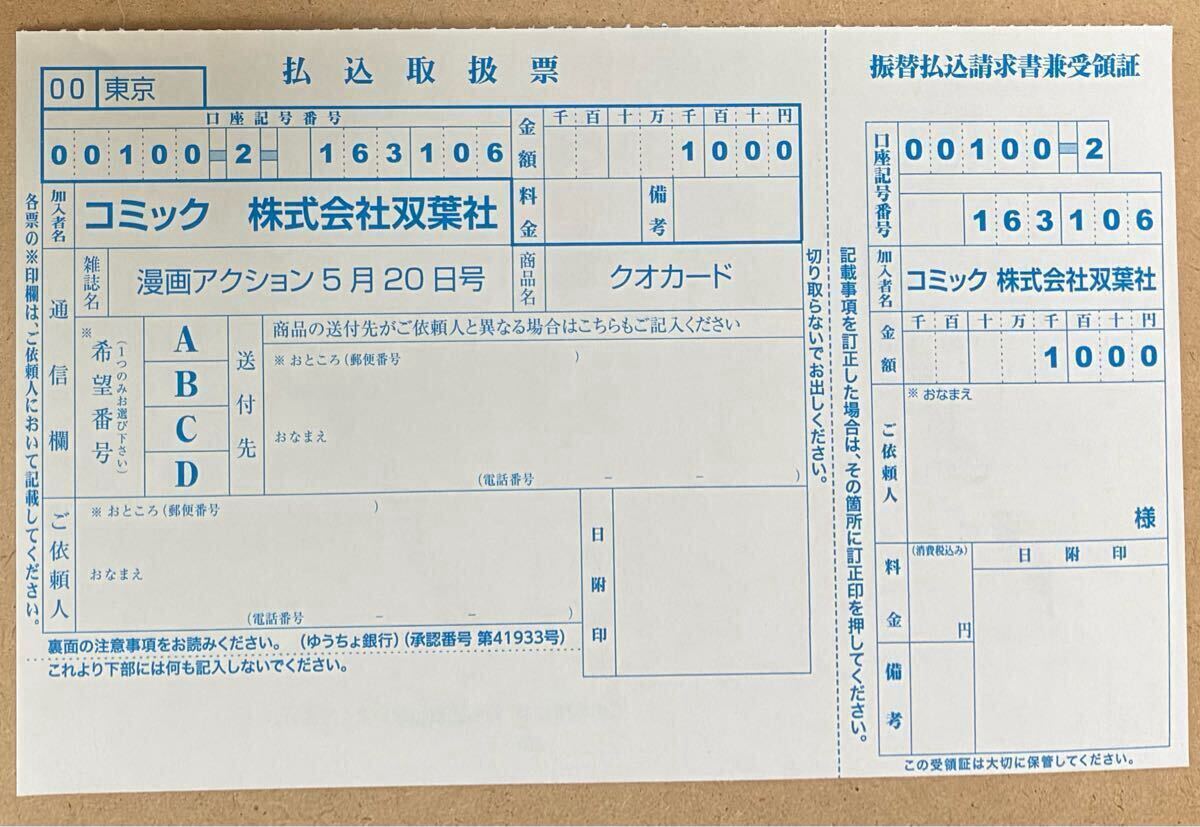 払込取扱票
00 東京
口座記号番号
00100-2-163106
金額
千百十万千百十円
1000
加入者名
コミック 株式会社双葉社
料金
備考
通信欄
雑誌名
漫画アクション5月20日号
商品名
クオカード
※希望番号
(1つのみお選び下さい)
A
B
C
D
送付先
商品の送付先がご依頼人と異なる場合はこちらもご記入ください
※おところ(郵便番号 )
おなまえ
(電話番号 − − )
ご依頼人
※おところ(郵便番号 )
おなまえ
(電話番号 − − )
日附印
裏面の注意事項をお読みください。(ゆうちょ銀行)(承認番号 第41933号)
これより下部には何も記入しないでください。
各票の※印欄は、ご依頼人において記載してください。
切り取らないでお出しください。
記載事項を訂正した場合は、その箇所に訂正印を押してください。
振替払込請求書兼受領証
口座記号番号
00100-2
163106
加入者名
コミック 株式会社双葉社
金額
千百十万千百十円
1000
ご依頼人
※おなまえ
様
料金
(消費税込み)
円
日附印
備考
この受領証は大切に保管してください。